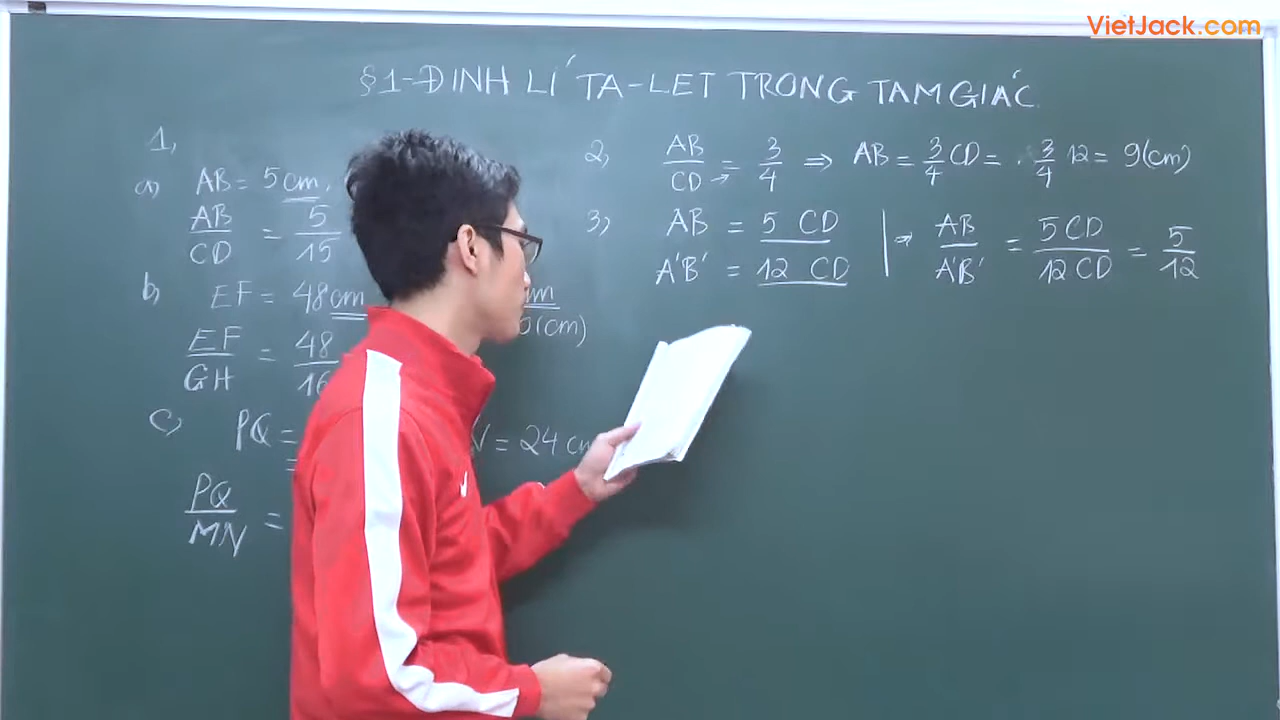 VietJack.com
§1-ĐINH LÍ TA-LET TRONG TAM GIÁC
1,
a) AB = 5cm.
AB/CD = 5/15
b) EF = 48cm
(cm)
EF/GH = 48/16
c) PQ = = 24 cm
PQ/MN =
2, AB/CD = 3/4 ⇒ AB = 3/4 CD = . 3/4 12 = 9(cm)
3) AB = 5 CD
A'B' = 12 CD
⇒ AB/A'B' = 5CD/12CD = 5/12